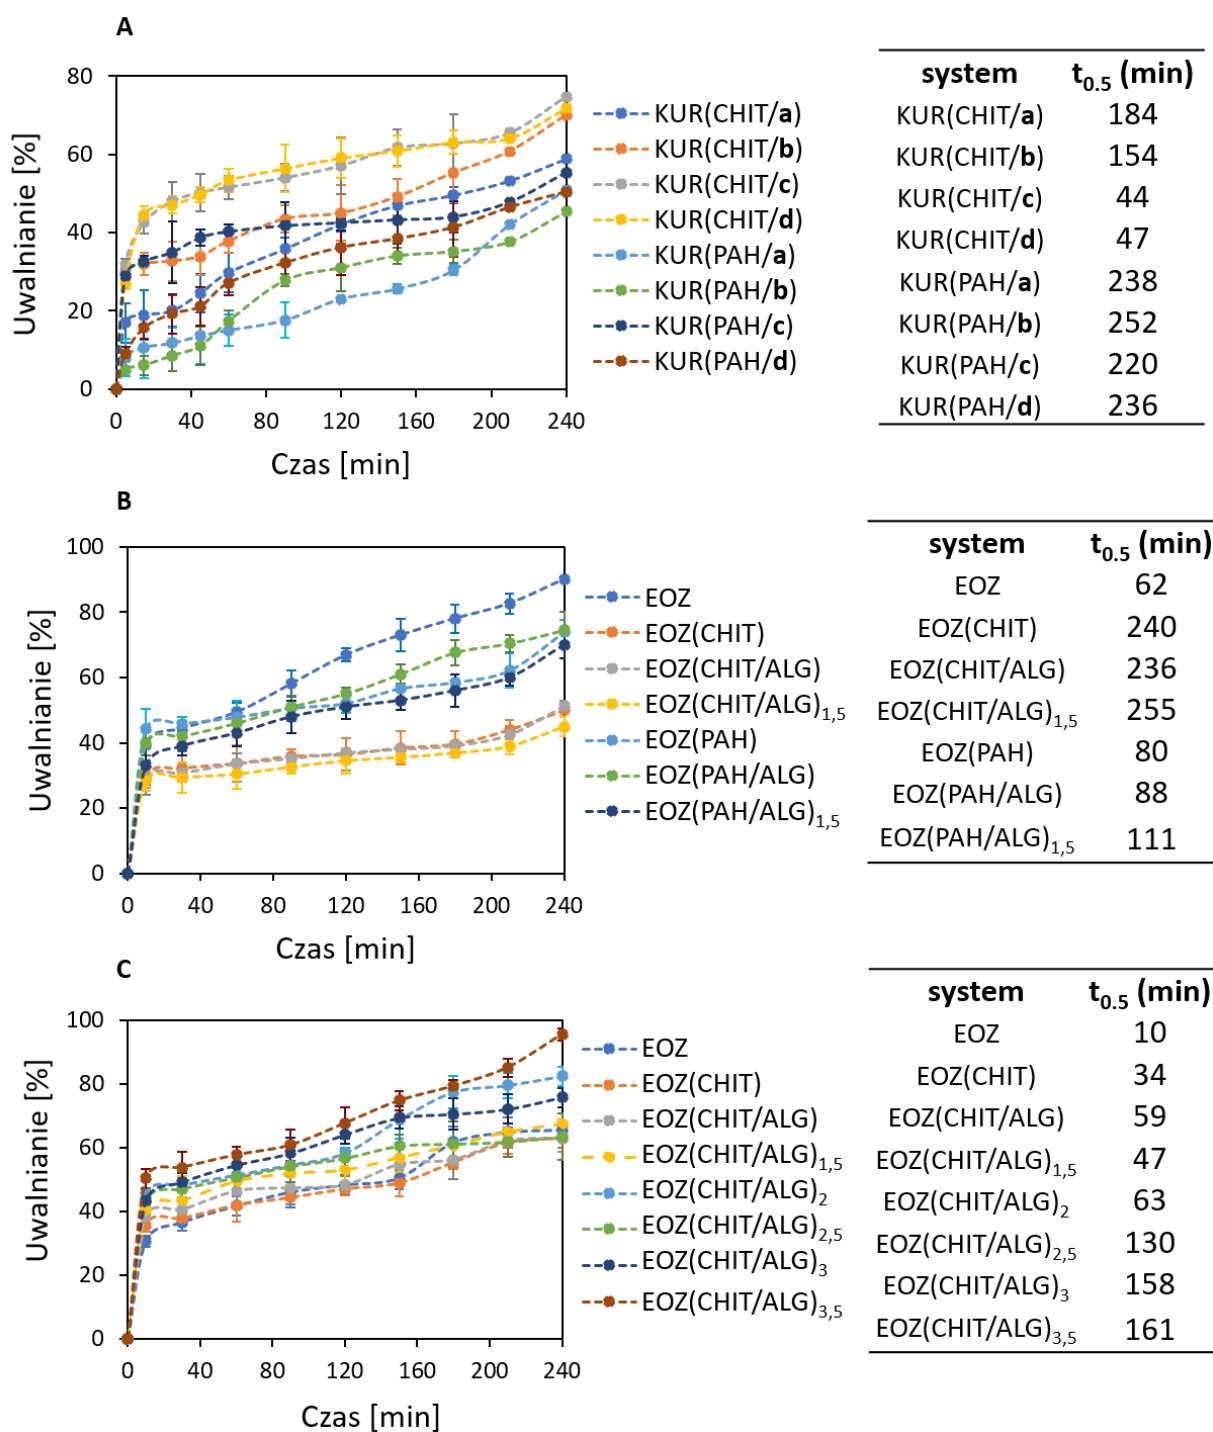 A
Uwalnianie [%]
80
60
40
20
0
0 40 80 120 160 200 240
Czas [min]
KUR(CHIT/a)
KUR(CHIT/b)
KUR(CHIT/c)
KUR(CHIT/d)
KUR(PAH/a)
KUR(PAH/b)
KUR(PAH/c)
KUR(PAH/d)
system t0.5 (min)
KUR(CHIT/a) 184
KUR(CHIT/b) 154
KUR(CHIT/c) 44
KUR(CHIT/d) 47
KUR(PAH/a) 238
KUR(PAH/b) 252
KUR(PAH/c) 220
KUR(PAH/d) 236
B
Uwalnianie [%]
100
80
60
40
20
0
0 40 80 120 160 200 240
Czas [min]
EOZ
EOZ(CHIT)
EOZ(CHIT/ALG)
EOZ(CHIT/ALG)1,5
EOZ(PAH)
EOZ(PAH/ALG)
EOZ(PAH/ALG)1,5
system t0.5 (min)
EOZ 62
EOZ(CHIT) 240
EOZ(CHIT/ALG) 236
EOZ(CHIT/ALG)1,5 255
EOZ(PAH) 80
EOZ(PAH/ALG) 88
EOZ(PAH/ALG)1,5 111
C
Uwalnianie [%]
100
80
60
40
20
0
0 40 80 120 160 200 240
Czas [min]
EOZ
EOZ(CHIT)
EOZ(CHIT/ALG)
EOZ(CHIT/ALG)1,5
EOZ(CHIT/ALG)2
EOZ(CHIT/ALG)2,5
EOZ(CHIT/ALG)3
EOZ(CHIT/ALG)3,5
system t0.5 (min)
EOZ 10
EOZ(CHIT) 34
EOZ(CHIT/ALG) 59
EOZ(CHIT/ALG)1,5 47
EOZ(CHIT/ALG)2 63
EOZ(CHIT/ALG)2,5 130
EOZ(CHIT/ALG)3 158
EOZ(CHIT/ALG)3,5 161